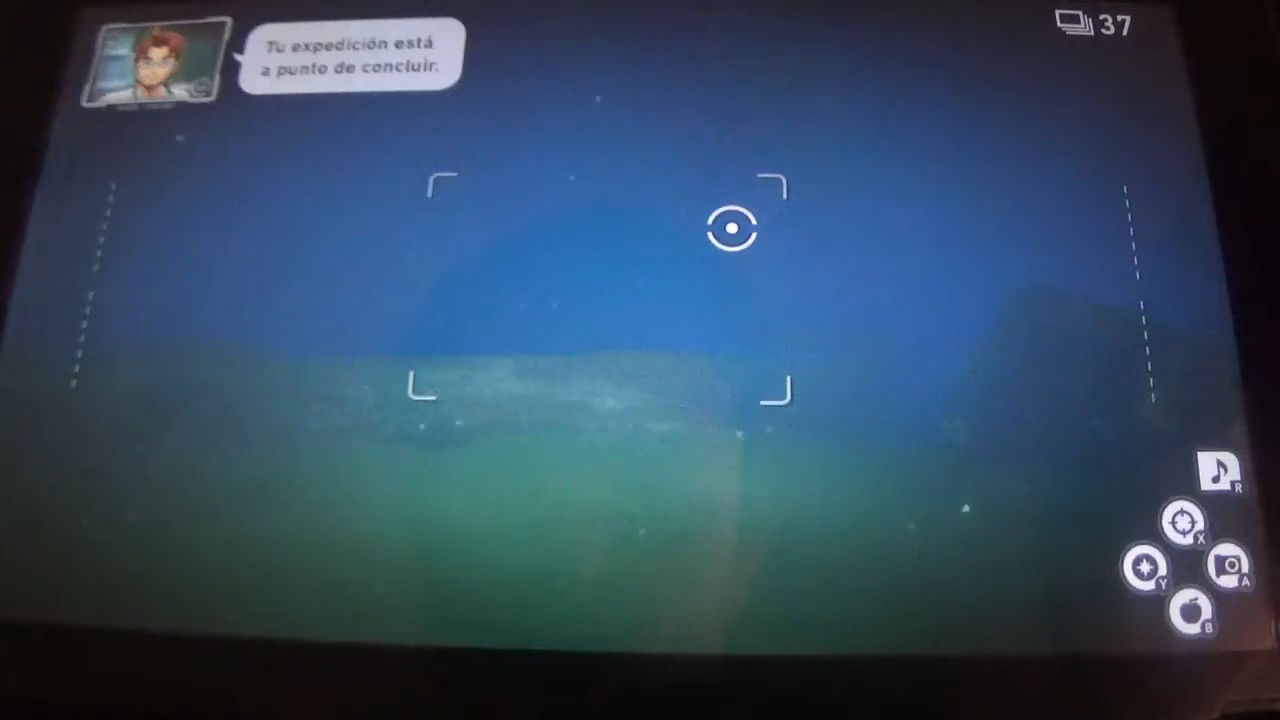 Tu expedición está
a punto de concluir.
37
R
X
Y
A
B